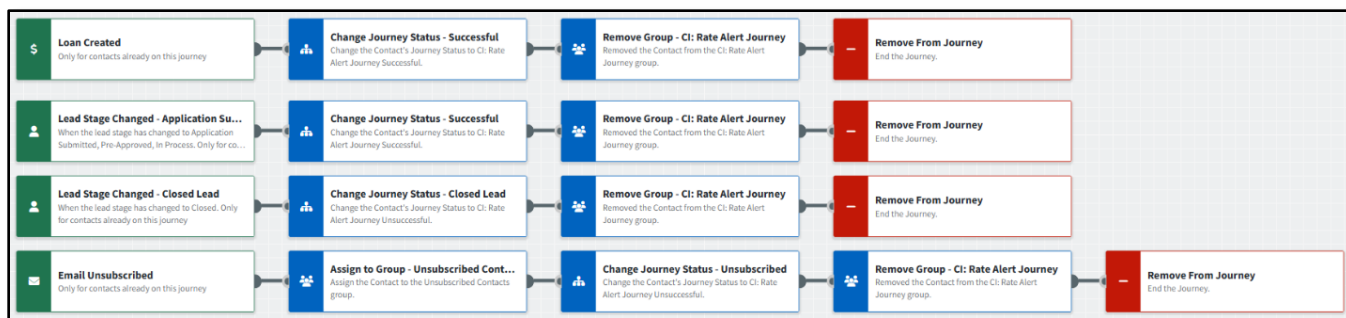 Loan Created
Only for contacts already on this journey
Change Journey Status - Successful
Change the Contact's Journey Status to CI: Rate
Alert Journey Successful.
Remove Group - CI: Rate Alert Journey
Removed the Contact from the CI: Rate Alert
Journey group.
Remove From Journey
End the Journey.
Lead Stage Changed - Application Su...
When the lead stage has changed to Application
Submitted, Pre-Approved, In Process. Only for co...
Change Journey Status - Successful
Change the Contact's Journey Status to CI: Rate
Alert Journey Successful.
Remove Group - CI: Rate Alert Journey
Removed the Contact from the CI: Rate Alert
Journey group.
Remove From Journey
End the Journey.
Lead Stage Changed - Closed Lead
When the lead stage has changed to Closed. Only
for contacts already on this journey
Change Journey Status - Closed Lead
Change the Contact's Journey Status to CI: Rate
Alert Journey Unsuccessful.
Remove Group - CI: Rate Alert Journey
Removed the Contact from the CI: Rate Alert
Journey group.
Remove From Journey
End the Journey.
Email Unsubscribed
Only for contacts already on this journey
Assign to Group - Unsubscribed Cont...
Assign the Contact to the Unsubscribed Contacts
group.
Change Journey Status - Unsubscribed
Change the Contact's Journey Status to CI: Rate
Alert Journey Unsuccessful.
Remove Group - CI: Rate Alert Journey
Removed the Contact from the CI: Rate Alert
Journey group.
Remove From Journey
End the Journey.